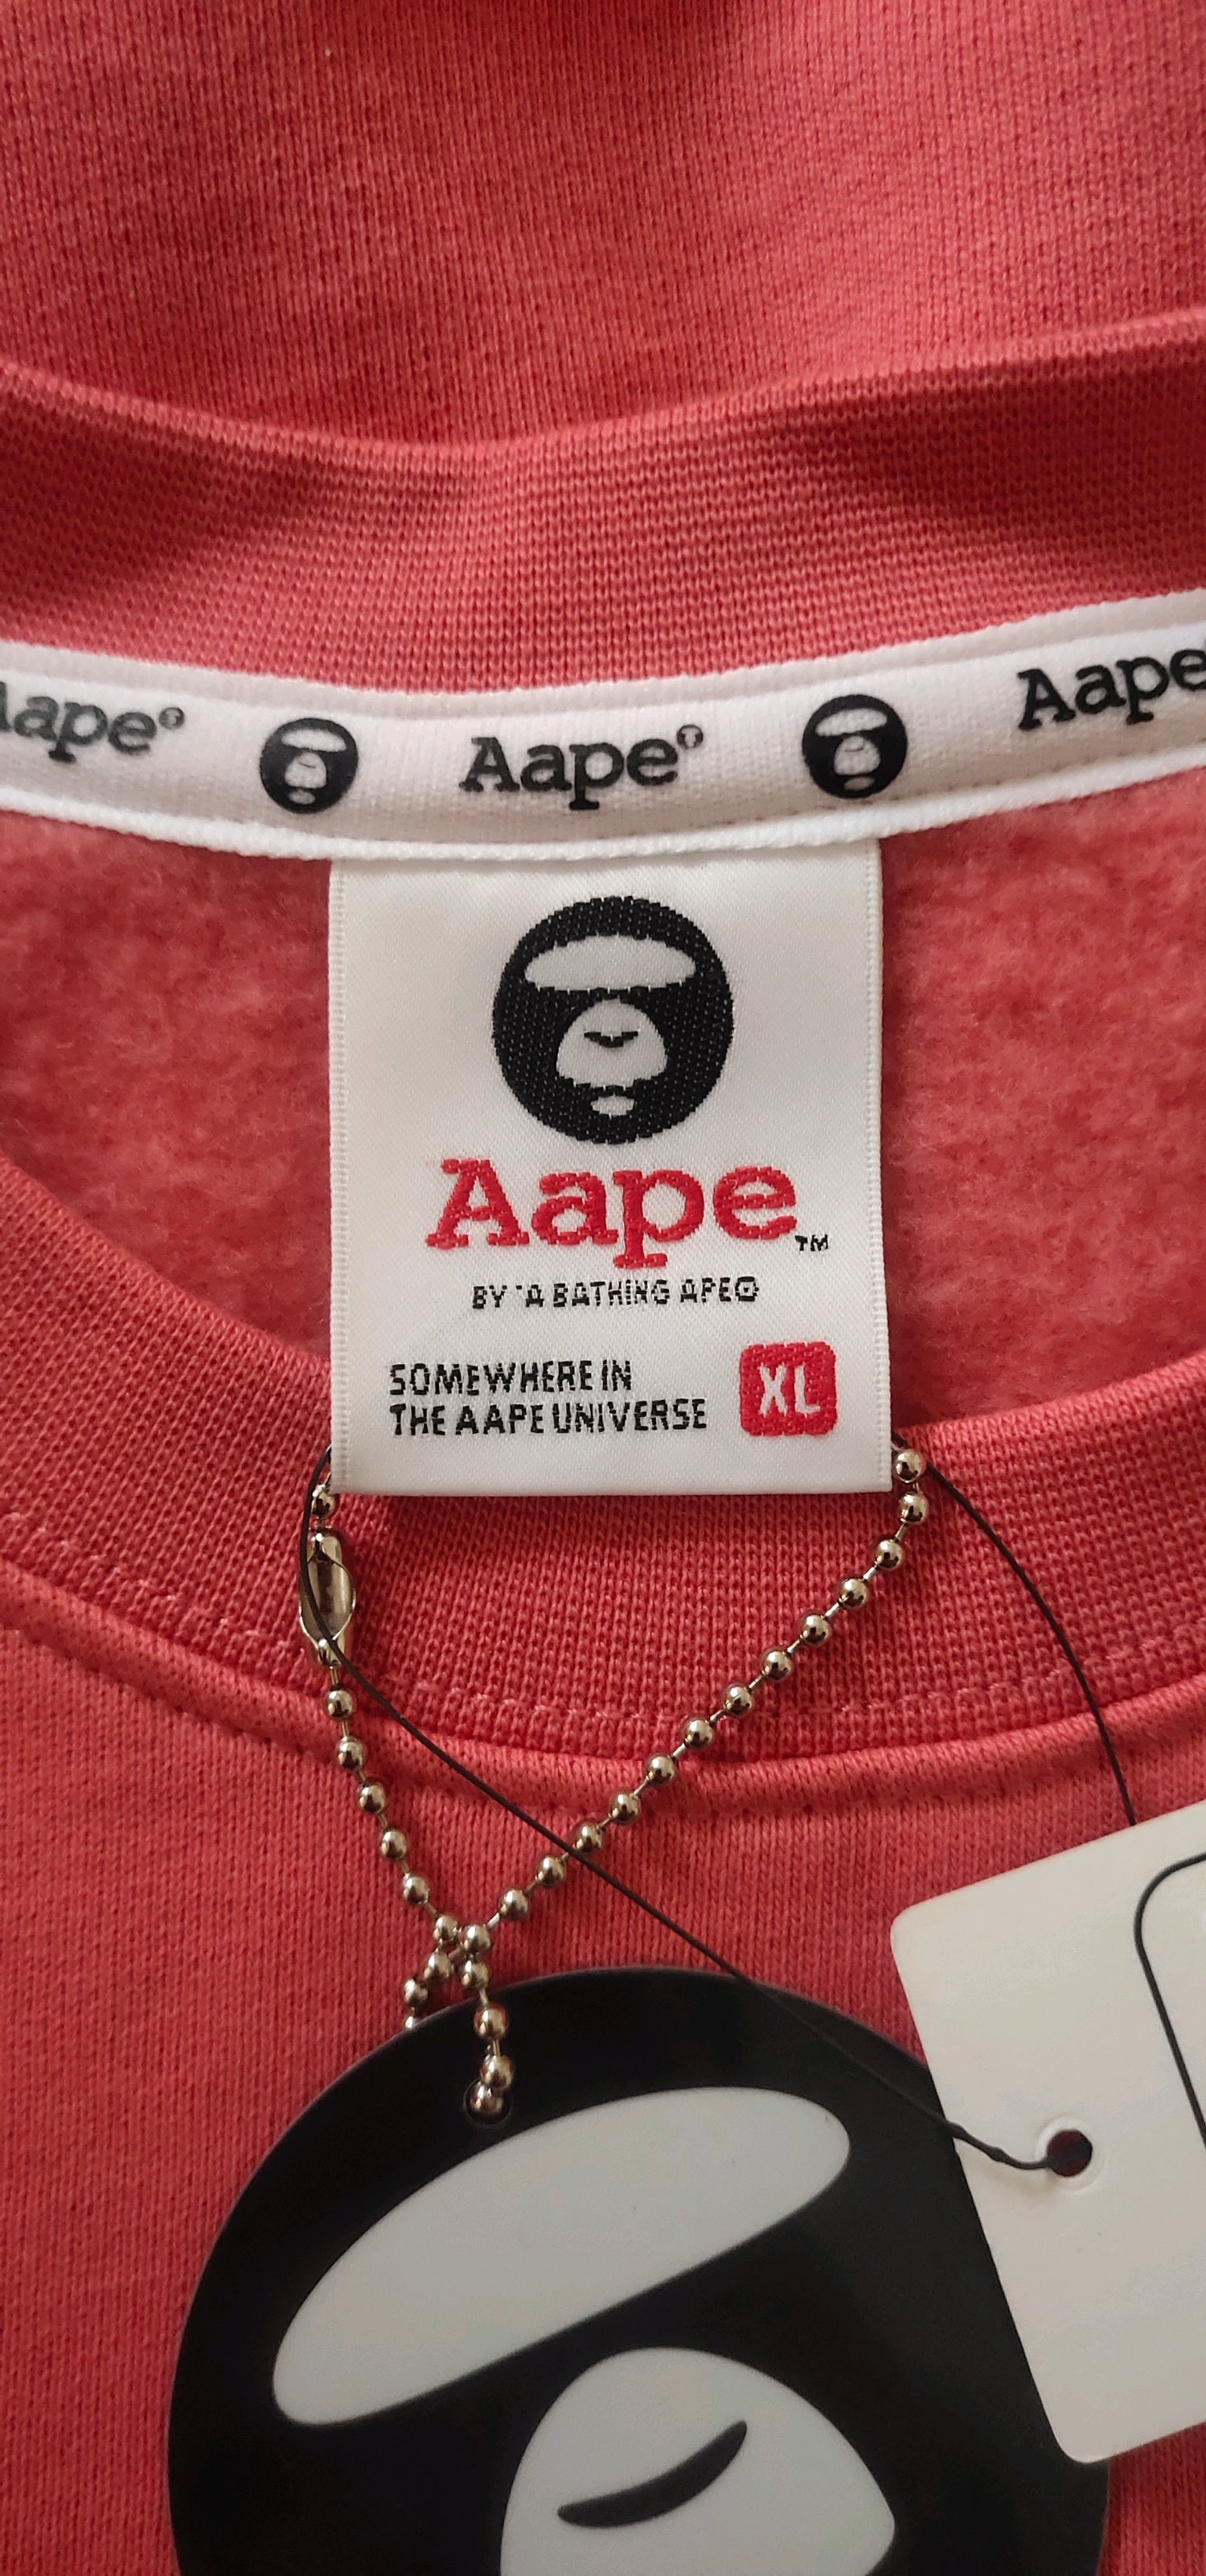 Aape®
Aape®
Aape
Aape™
BY *A BATHING APE®
SOMEWHERE IN
THE AAPE UNIVERSE
XL